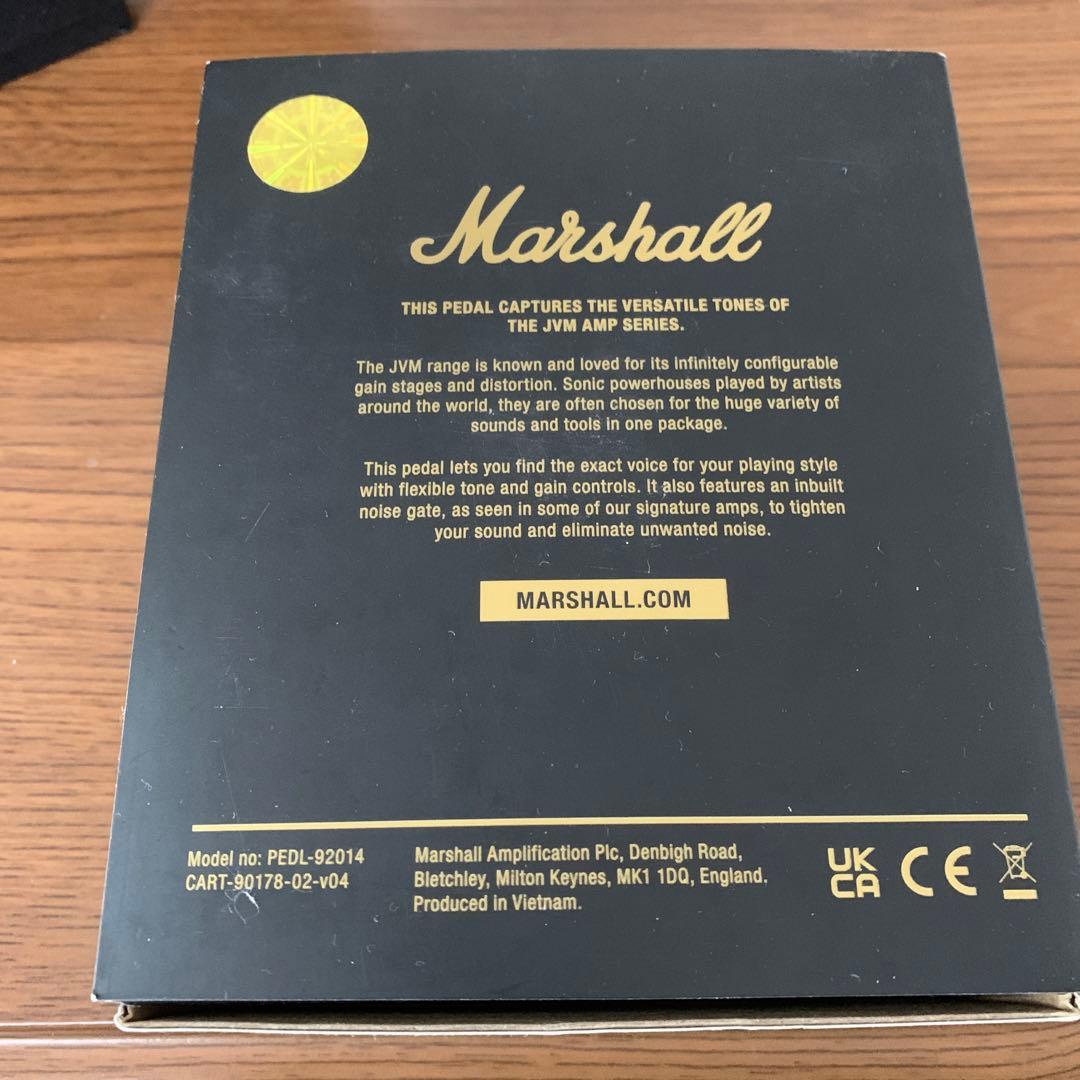 Marshall
THIS PEDAL CAPTURES THE VERSATILE TONES OF
THE JVM AMP SERIES.
The JVM range is known and loved for its infinitely configurable
gain stages and distortion. Sonic powerhouses played by artists
around the world, they are often chosen for the huge variety of
sounds and tools in one package.
This pedal lets you find the exact voice for your playing style
with flexible tone and gain controls. It also features an inbuilt
noise gate, as seen in some of our signature amps, to tighten
your sound and eliminate unwanted noise.
MARSHALL.COM
Model no: PEDL-92014
CART-90178-02-v04
Marshall Amplification Plc, Denbigh Road,
Bletchley, Milton Keynes, MK1 1DQ, England.
Produced in Vietnam.
UK
CA
CE